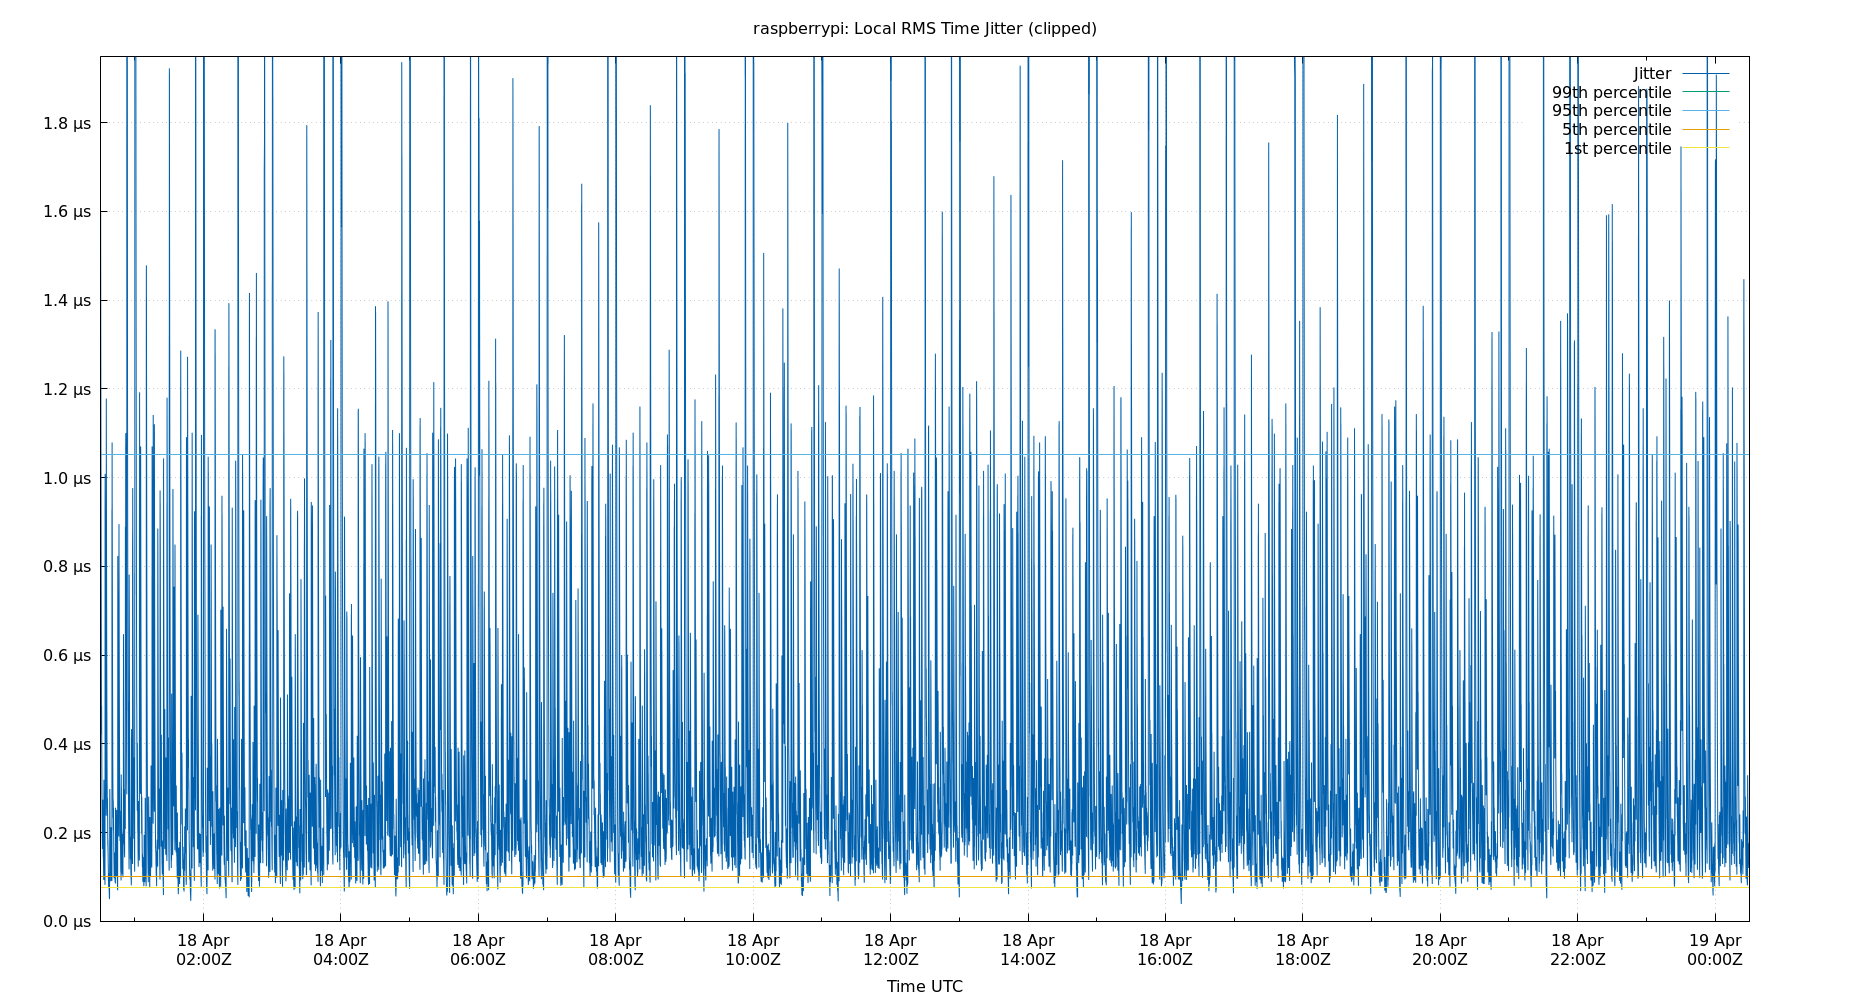 raspberrypi: Local RMS Time Jitter (clipped)
Jitter
99th percentile
95th percentile
5th percentile
1st percentile
1.8 μs
1.6 μs
1.4 μs
1.2 μs
1.0 μs
0.8 μs
0.6 μs
0.4 μs
0.2 μs
0.0 μs
18 Apr 18 Apr 18 Apr 18 Apr 18 Apr 18 Apr 18 Apr 18 Apr 18 Apr 18 Apr 18 Apr 19 Apr
02:00Z 04:00Z 06:00Z 08:00Z 10:00Z 12:00Z 14:00Z 16:00Z 18:00Z 20:00Z 22:00Z 00:00Z
Time UTC